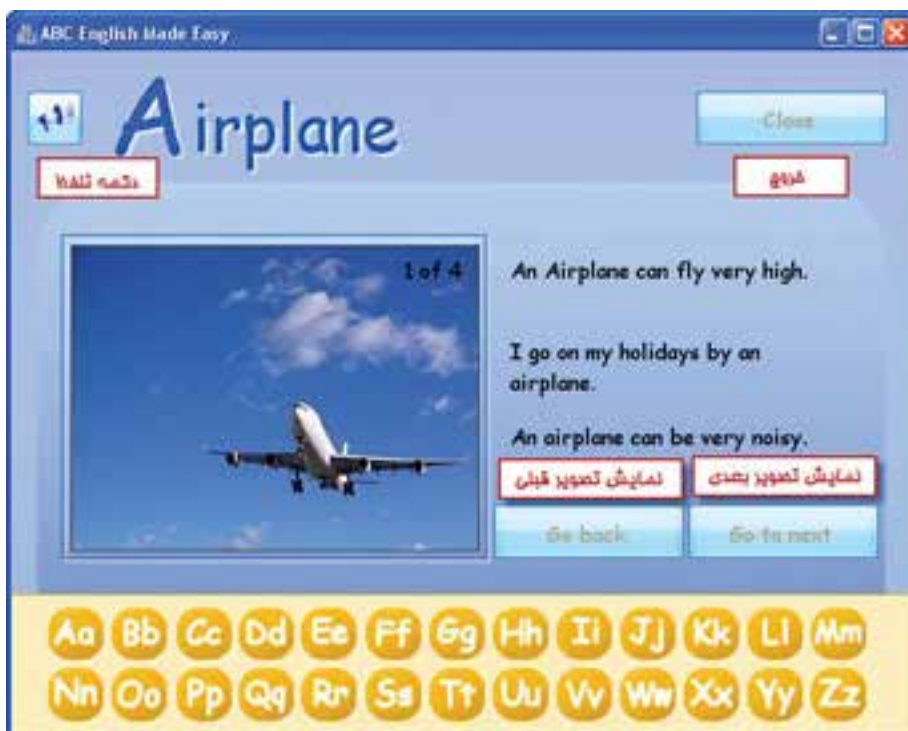 ABC English Made Easy
Airplane
Close
دکمه تلفظ
خروج
1 of 4
An Airplane can fly very high.
I go on my holidays by an
airplane.
An airplane can be very noisy.
نمایش تصویر قبلی
نمایش تصویر بعدی
Go back
Go to next
Aa Bb Cc Dd Ee Ff Gg Hh Ii Jj Kk Ll Mm
Nn Oo Pp Qq Rr Ss Tt Uu Vv Ww Xx Yy Zz